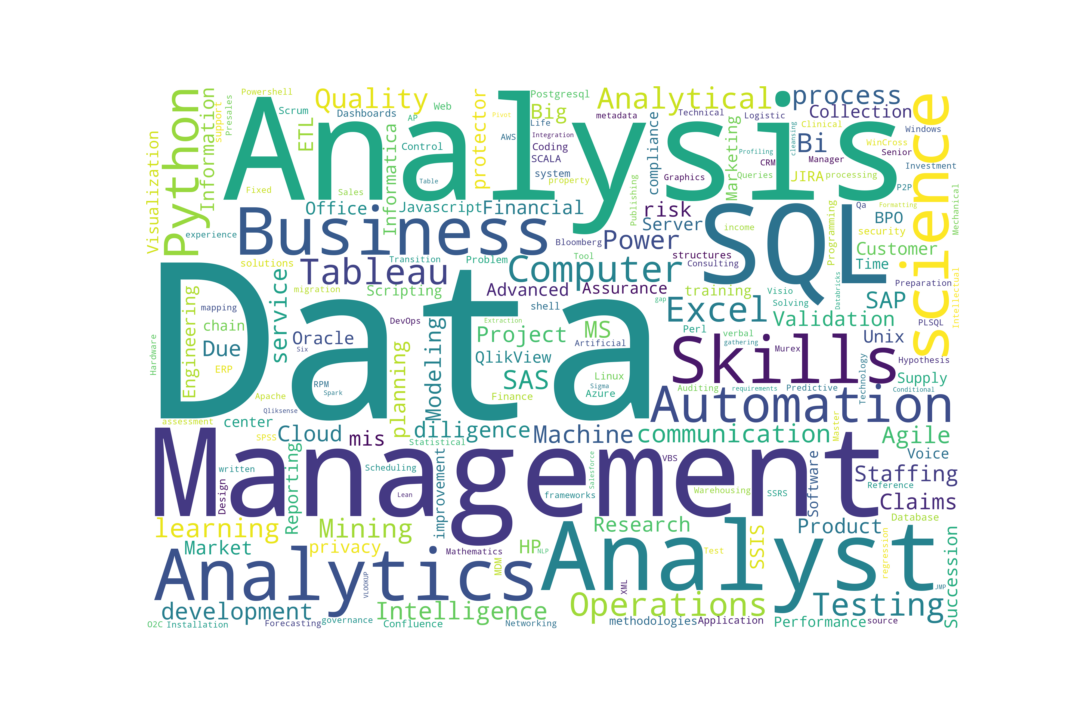 Powershell
Python
Information
support
Presales
Scrum
Analysis
Quality
Dashboards
AP
Web
Control
ETL
Informatica
protector
Pivot
Postgresql
Big
Life
AWS
Integration
Coding
SCALA
system
property
Analytical
metadata
Technical
Logistic
process
Collection
compliance
Marketing
Graphics
Publishing
cleansing
Profiling
CRM
Queries
Bi
Clinical
Manager
JIRA
processing
WinCross
Senior
Windows
Investment
P2P
science
Mechanical
Visualization
Fixed
Sales
Table
experience
Office
JavaScript
Financial
Business
Bloomberg
risk
Server
Power
structures
Consulting
income
SQL
Programming
Qa
Formatting
BPO
security
Customer
Time
Preparation
Intellectual
solutions
Transition
Problem
Tool
Tableau
Computer
migration
Scripting
Advanced
Assurance
training
Visio
Solving
Databricks
SAP
PLSQL
Engineering
mapping
service
Data
shell
gap
Excel
Validation
chain
Due
Oracle
DevOps
Extraction
Project
MS
Artificial
Perl
verbal
gathering
Murex
Unix
Hypothesis
Hardware
ERP
Six
planning
Modeling
QlikView
Skills
Technology
RPM
Spark
SAS
Linux
Sigma
Azure
Finance
Auditing
requirements
Predictive
Supply
Conditional
Apache
Qliksense
Automation
assessment
center
SPSS
Cloud
mis
diligence
Statistical
Machine
communication
Master
Agile
Voice
Management
written
Reporting
Scheduling
improvement
VBS
Salesforce
frameworks
Software
Staffing
Reference
Design
Lean
Warehousing
SSRS
Claims
learning
Mining
Research
Product
Database
Market
privacy
Mathematics
HP
NLP
Analyst
Test
SSIS
regression
Succession
Analytics
VLOOKUP
MDM
XML
JMP
development
Intelligence
Operations
Testing
O2C
Installation
Forecasting
governance
Confluence
Networking
methodologies
Application
Performance
source